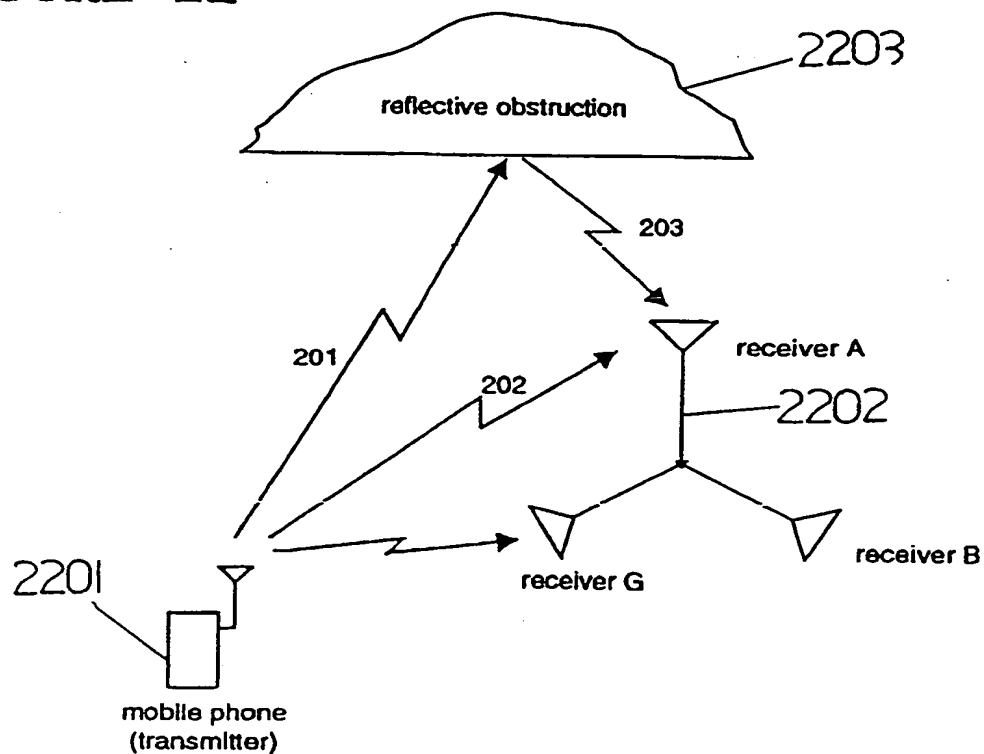 2203
reflective obstruction
203
201
202
receiver A
2202
2201
receiver G
receiver B
mobile phone
(transmitter)